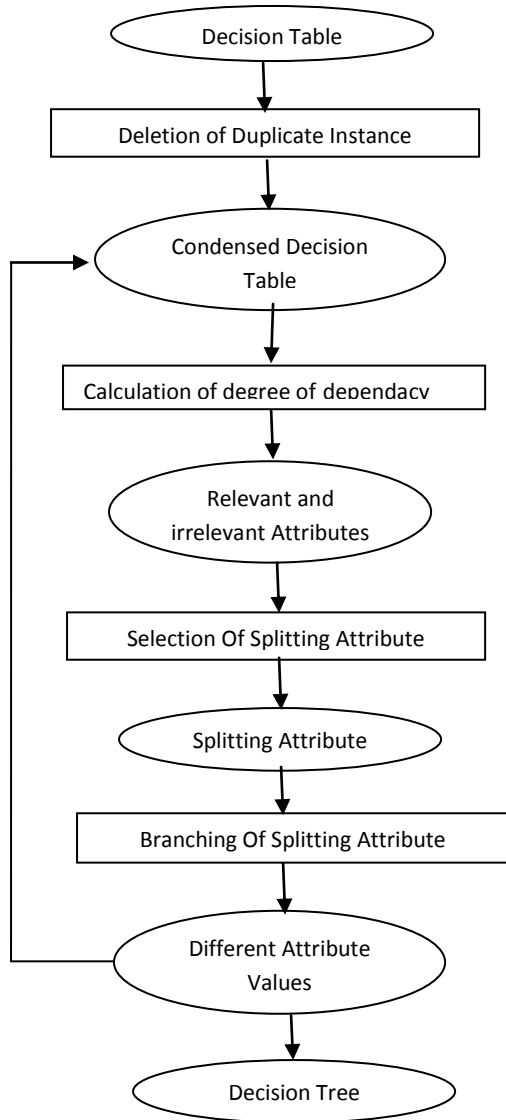 Decision Table
Deletion of Duplicate Instance
Condensed Decision
Table
Calculation of degree of dependacy
Relevant and
irrelevant Attributes
Selection Of Splitting Attribute
Splitting Attribute
Branching Of Splitting Attribute
Different Attribute
Values
Decision Tree